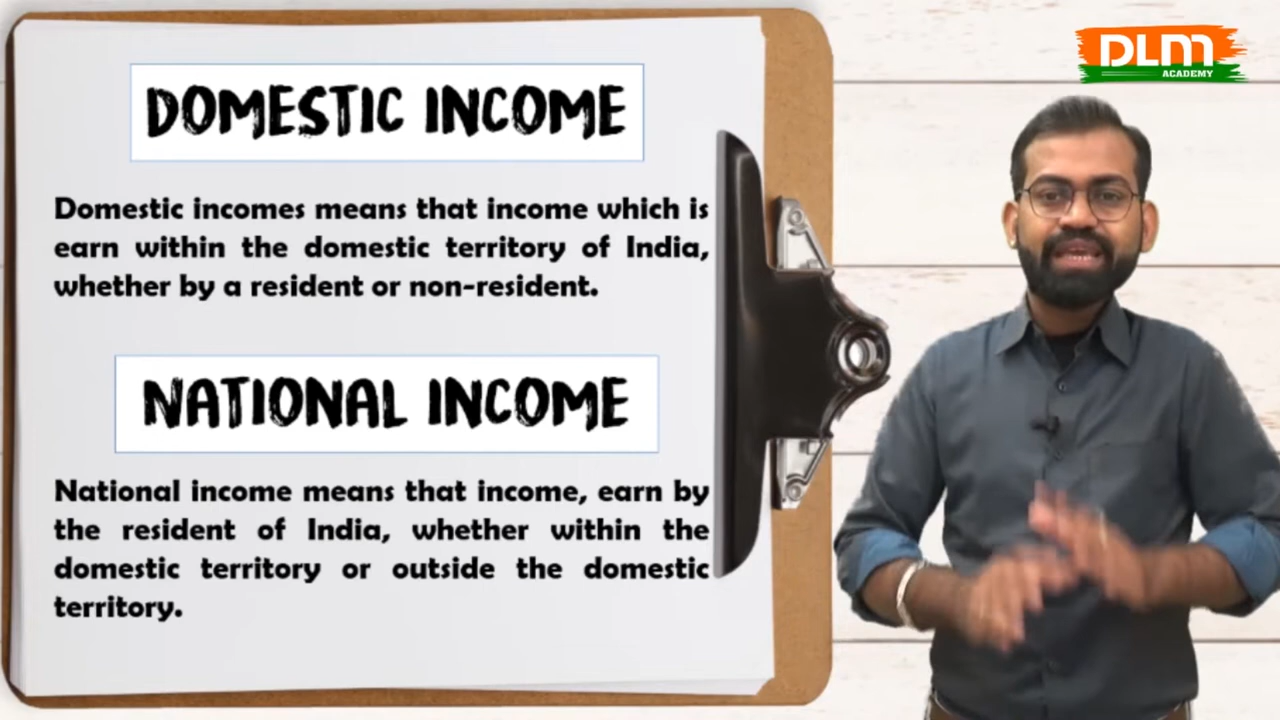 DLM
ACADEMY
DOMESTIC INCOME
Domestic incomes means that income which is
earn within the domestic territory of India,
whether by a resident or non-resident.
NATIONAL INCOME
National income means that income, earn by
the resident of India, whether within the
domestic territory or outside the domestic
territory.